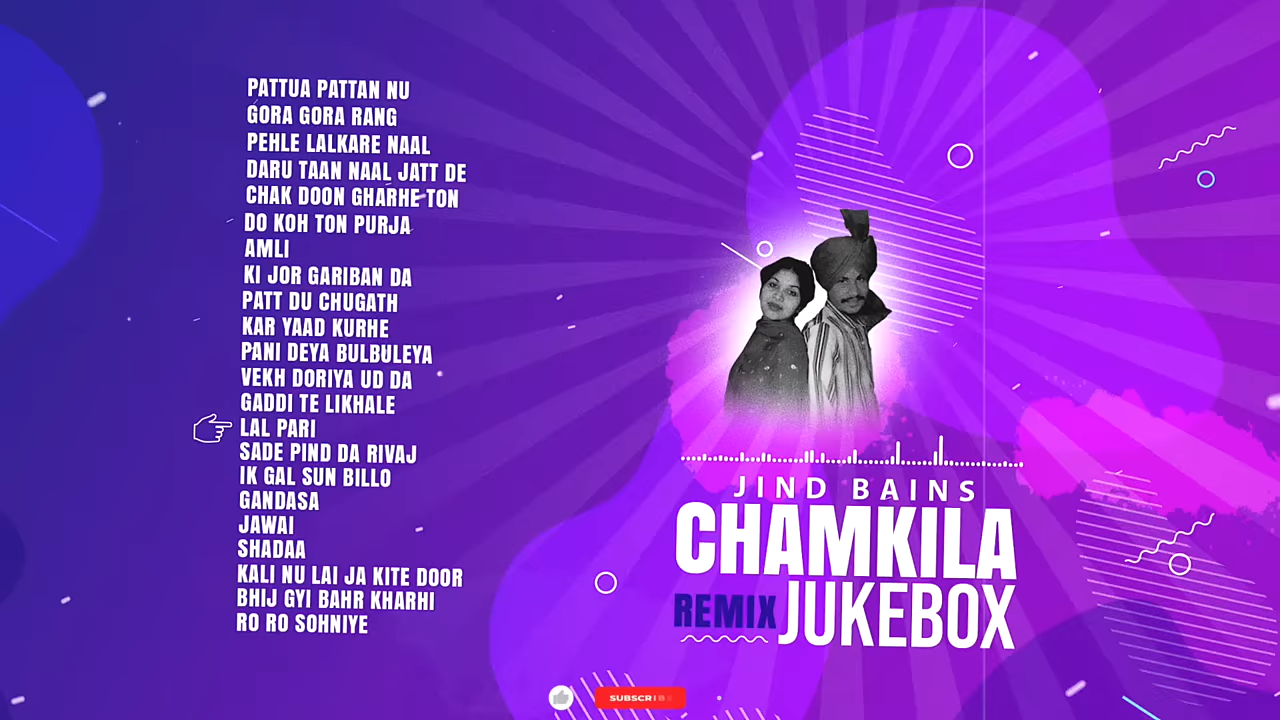 PATTUA PATTAN NU
GORA GORA RANG
PEHLE LALKARE NAAL
DARU TAAN NAAL JATT DE
CHAK DOON GHARHE TON
DO KOH TON PURJA
AMLI
KI JOR GARIBAN DA
PATT DU CHUGATH
KAR YAAD KURHE
PANI DEYA BULBULEYA
VEKH DORIYA UD DA
GADDI TE LIKHALE
LAL PARI
SADE PIND DA RIVAJ
IK GAL SUN BILLO
GANDASA
JAWAI
SHADAA
KALI NU LAI JA KITE DOOR
BHIJ GYI BAHR KHARHI
RO RO SOHNIYE
JIND BAINS
CHAMKILA
REMIX JUKEBOX
SUBSCRIBE